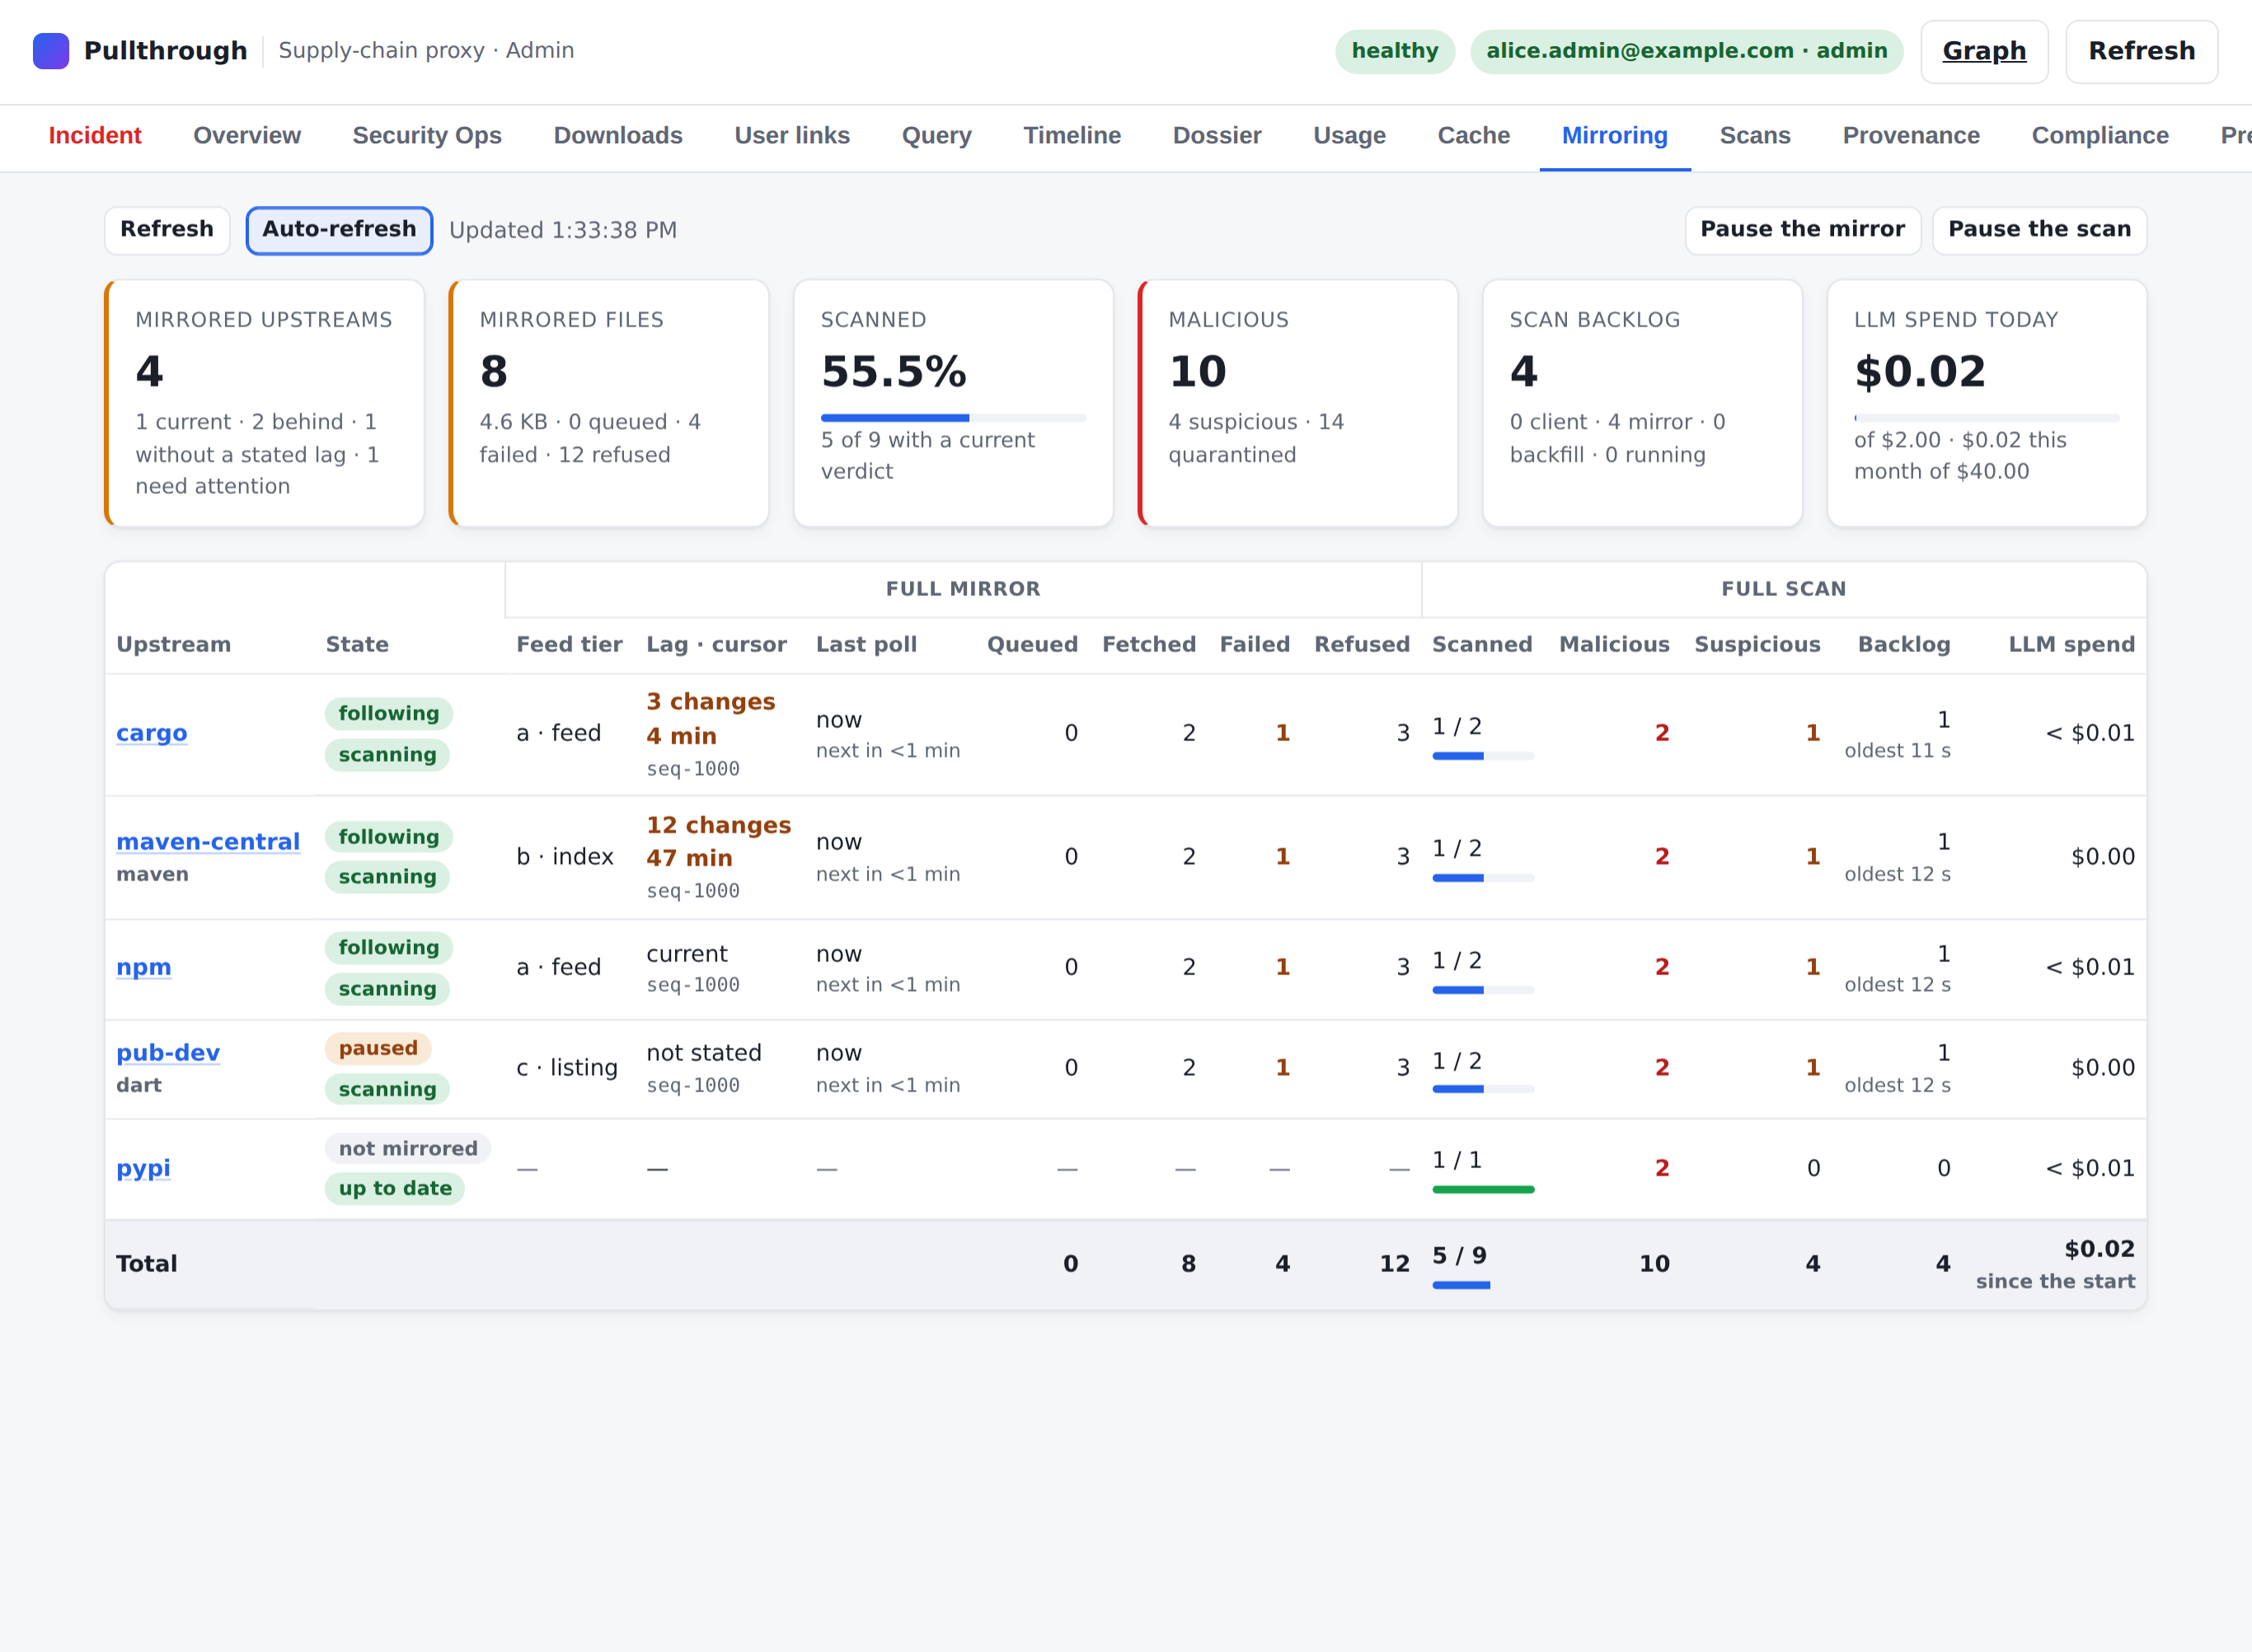 Pullthrough
Supply-chain proxy · Admin
healthy
alice.admin@example.com · admin
Graph
Refresh
Incident Overview Security Ops Downloads User links Query Timeline Dossier Usage Cache Mirroring Scans Provenance Compliance Pre
Refresh
Auto-refresh
Updated 1:33:38 PM
Pause the mirror
Pause the scan
MIRRORED UPSTREAMS
4
1 current · 2 behind · 1
without a stated lag · 1
need attention
MIRRORED FILES
8
4.6 KB · 0 queued · 4
failed · 12 refused
SCANNED
55.5%
5 of 9 with a current
verdict
MALICIOUS
10
4 suspicious · 14
quarantined
SCAN BACKLOG
4
0 client · 4 mirror · 0
backfill · 0 running
LLM SPEND TODAY
$0.02
of $2.00 · $0.02 this
month of $40.00
FULL MIRROR
FULL SCAN
Upstream State Feed tier Lag · cursor Last poll Queued Fetched Failed Refused Scanned Malicious Suspicious Backlog LLM spend
cargo
following
scanning
a · feed
3 changes
4 min
seq-1000
now
next in <1 min
0 2 1 3
1 / 2
2 1
1
oldest 11 s
< $0.01
maven-central
maven
following
scanning
b · index
12 changes
47 min
seq-1000
now
next in <1 min
0 2 1 3
1 / 2
2 1
1
oldest 12 s
$0.00
npm
following
scanning
a · feed
current
seq-1000
now
next in <1 min
0 2 1 3
1 / 2
2 1
1
oldest 12 s
< $0.01
pub-dev
dart
paused
scanning
c · listing
not stated
seq-1000
now
next in <1 min
0 2 1 3
1 / 2
2 1
1
oldest 12 s
$0.00
pypi
not mirrored
up to date
— — — — — — —
1 / 1
2 0 0 < $0.01
Total
0 8 4 12
5 / 9
10 4 4
$0.02
since the start